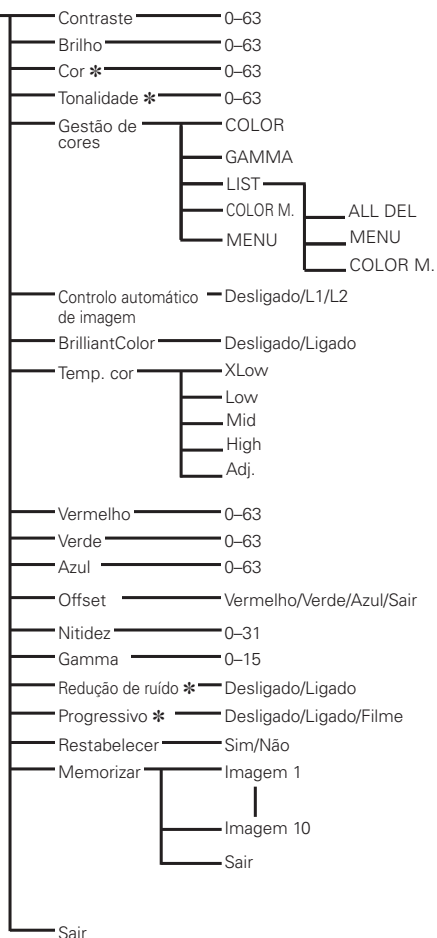 Contraste 0–63
Brilho 0–63
Cor ✻ 0–63
Tonalidade ✻ 0–63
Gestão de COLOR
cores
GAMMA
LIST
COLOR M. ALL DEL
MENU MENU
COLOR M.
Controlo automático Desligado/L1/L2
de imagem
BrilliantColor Desligado/Ligado
Temp. cor XLow
Low
Mid
High
Adj.
Vermelho 0–63
Verde 0–63
Azul 0–63
Offset Vermelho/Verde/Azul/Sair
Nitidez 0–31
Gamma 0–15
Redução de ruído ✻ Desligado/Ligado
Progressivo ✻ Desligado/Ligado/Filme
Restabelecer Sim/Não
Memorizar Imagem 1
Imagem 10
Sair
Sair